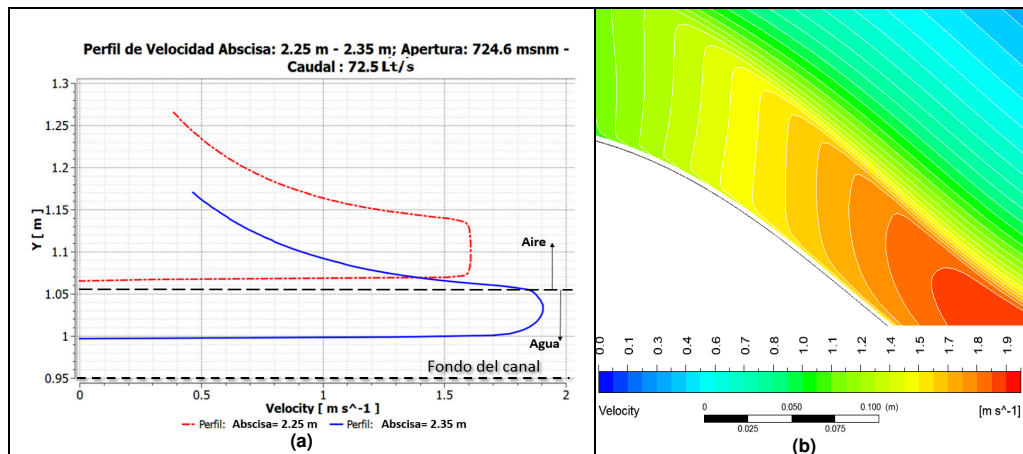 Perfil de Velocidad Abscisa: 2.25 m - 2.35 m; Apertura: 724.6 msnm -
Caudal : 72.5 Lt/s
1.3
1.25
1.2
1.15
1.1
1.05
1
0.95
Y [ m ]
Aire
Agua
Fondo del canal
0 0.5 1 1.5 2
Velocity [ m s^-1 ]
Perfil: Abscisa= 2.25 m Perfil: Abscisa= 2.35 m
(a)
0.0 0.1 0.2 0.3 0.4 0.5 0.6 0.7 0.8 1.0 1.1 1.2 1.3 1.4 1.5 1.7 1.8 1.9
Velocity
[m s^-1]
0 0.050 0.100 (m)
0.025 0.075
(b)